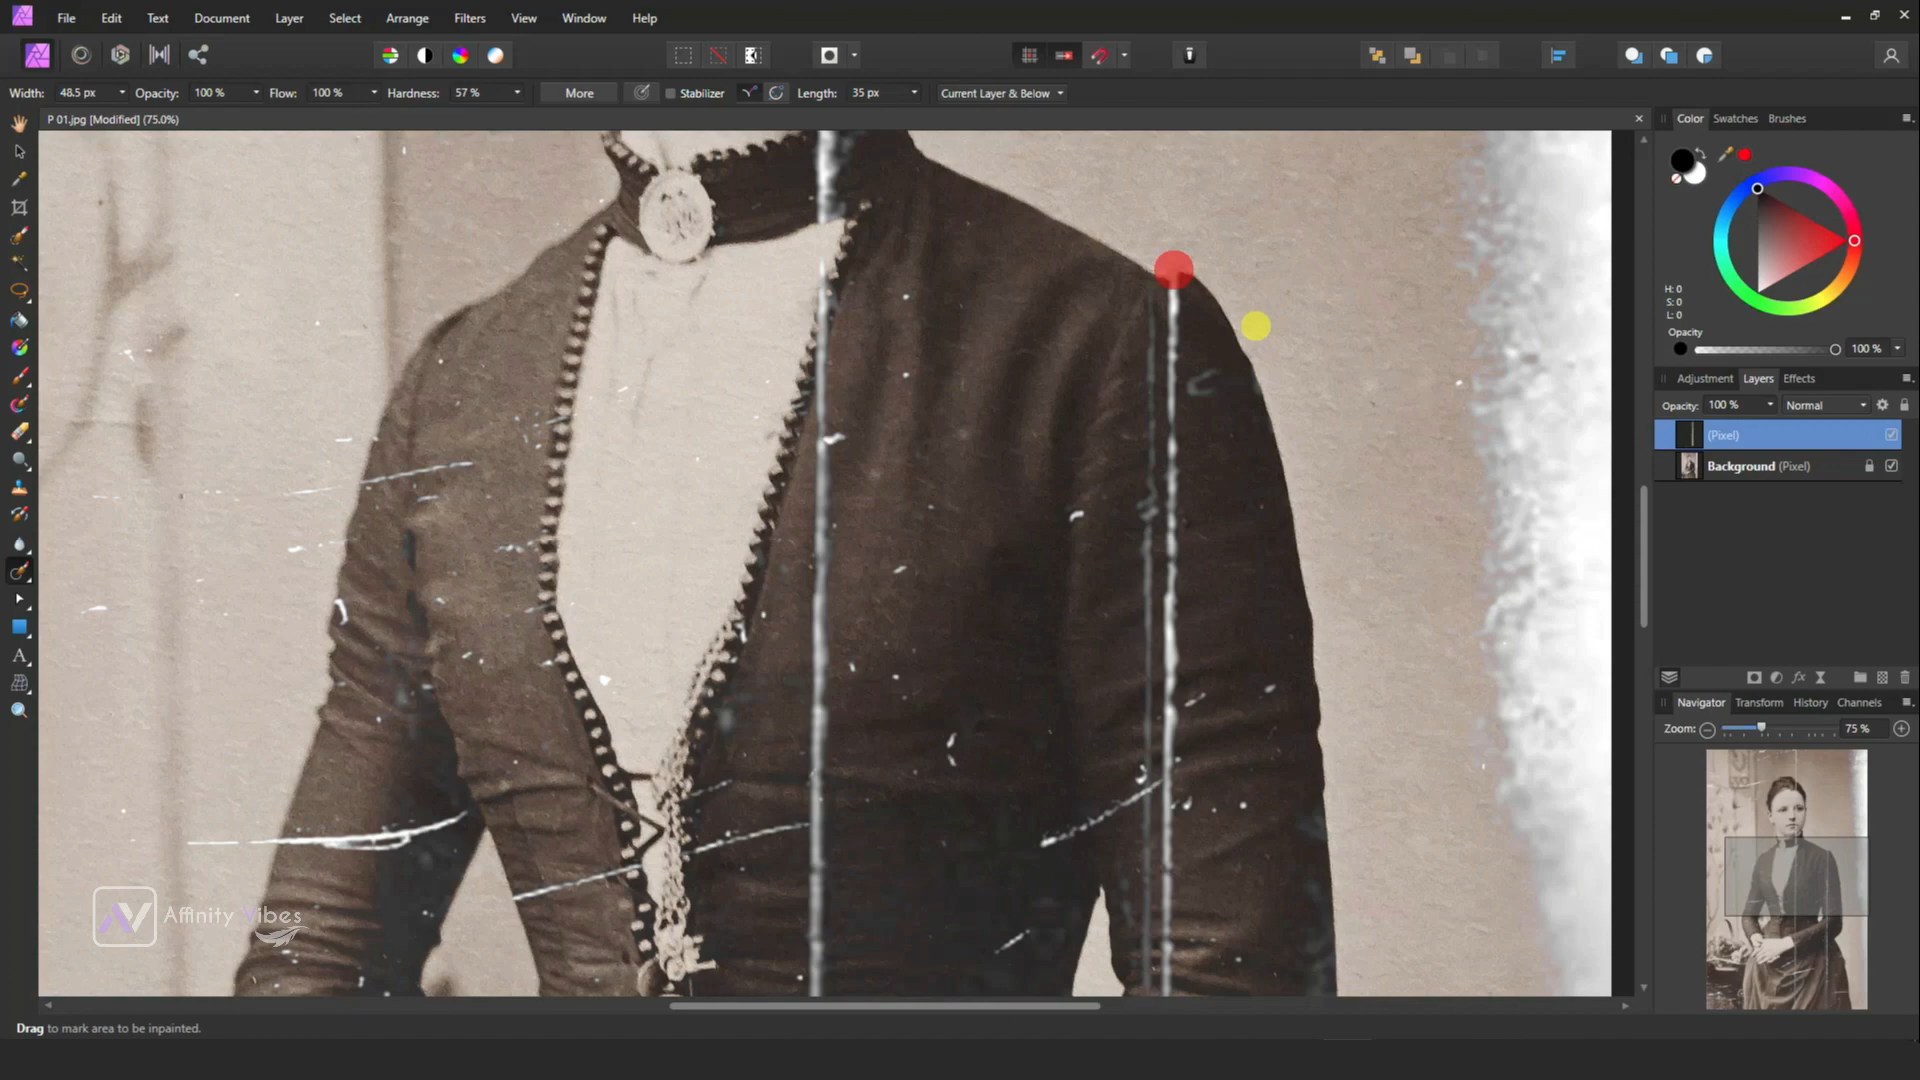 File Edit Text Document Layer Select Arrange Filters View Window Help
Width: 48.5 px Opacity: 100 % Flow: 100 % Hardness: 57 % More Stabilizer Length: 35 px Current Layer & Below
P 01.jpg [Modified] (75.0%)
Color Swatches Brushes
H: 0
S: 0
L: 0
Opacity
100 %
Adjustment Layers Effects
Opacity: 100 % Normal
(Pixel)
Background (Pixel)
Navigator Transform History Channels
Zoom: 75 %
AV Affinity Vibes
Drag to mark area to be inpainted.